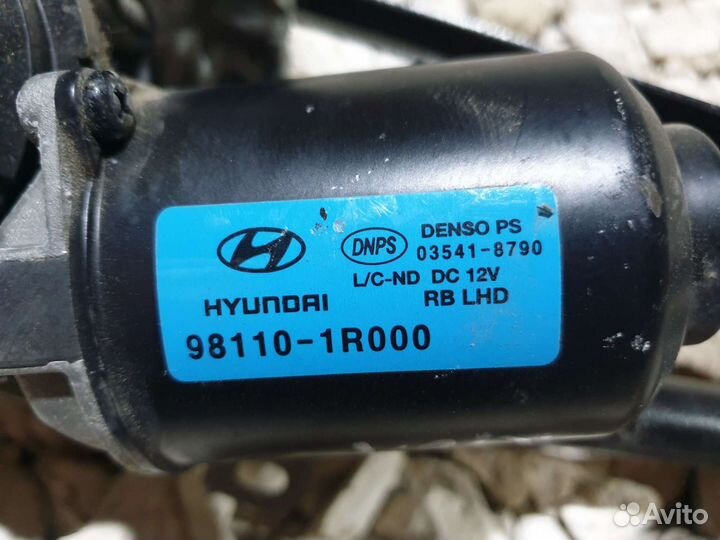 DENSO PS
DNPS 03541-8790
L/C-ND DC 12V
HYUNDAI RB LHD
98110-1R000
Avito